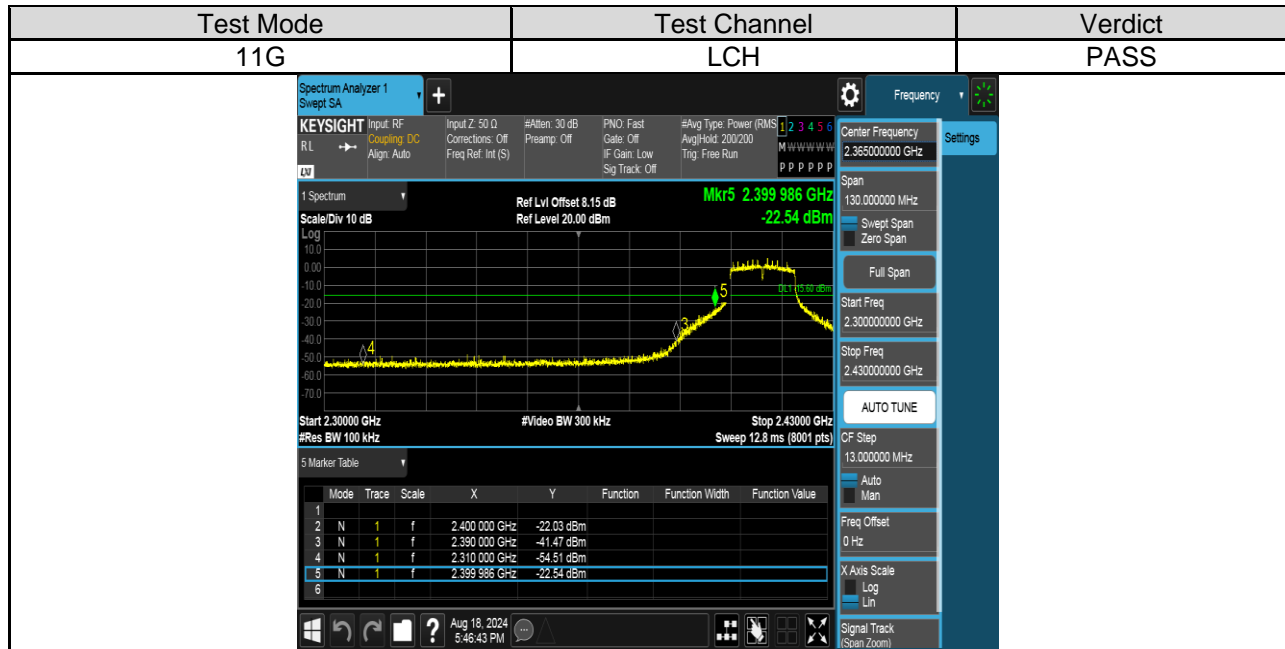 Test Mode Test Channel Verdict
11G LCH PASS
Spectrum Analyzer 1
Swept SA
+
Frequency
KEYSIGHT
RL
LXI
Input: RF
Coupling: DC
Align: Auto
Input Z: 50 Ω
Corrections: Off
Freq Ref: Int (S)
#Atten: 30 dB
Preamp: Off
PNO: Fast
Gate: Off
IF Gain: Low
Sig Track: Off
#Avg Type: Power (RMS
Avg|Hold: 200/200
Trig: Free Run
1 2 3 4 5 6
M W W W W W
P P P P P P
1 Spectrum
Scale/Div 10 dB
Ref Lvl Offset 8.15 dB
Ref Level 20.00 dBm
Mkr5 2.399 986 GHz
-22.54 dBm
Log
10.0
0.00
-10.0
-20.0
-30.0
-40.0
-50.0
-60.0
-70.0
5
3
4
Start 2.30000 GHz #Video BW 300 kHz Stop 2.43000 GHz
#Res BW 100 kHz Sweep 12.8 ms (8001 pts)
5 Marker Table
Mode Trace Scale X Y Function Function Width Function Value
1
2 N 1 f 2.400 000 GHz -22.03 dBm
3 N 1 f 2.390 000 GHz -41.47 dBm
4 N 1 f 2.310 000 GHz -54.51 dBm
5 N 1 f 2.399 986 GHz -22.54 dBm
6
?
Aug 18, 2024
5:46:43 PM
Center Frequency
2.365000000 GHz
Settings
Span
130.000000 MHz
Swept Span
Zero Span
Full Span
Start Freq
2.300000000 GHz
Stop Freq
2.430000000 GHz
AUTO TUNE
CF Step
13.000000 MHz
Auto
Man
Freq Offset
0 Hz
X Axis Scale
Log
Lin
Signal Track
(Span Zoom)